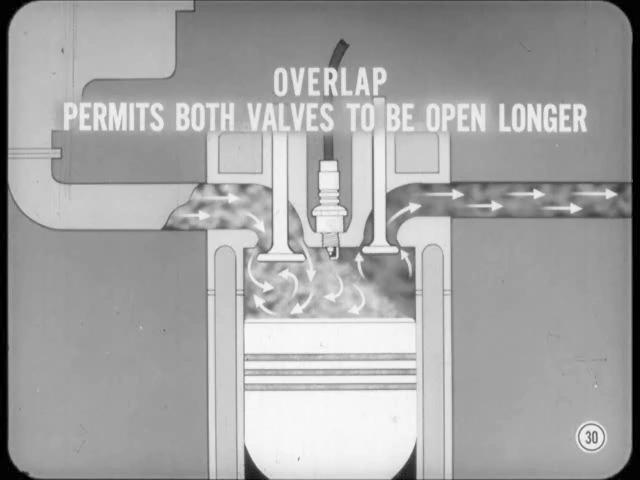 OVERLAP
PERMITS BOTH VALVES TO BE OPEN LONGER
30